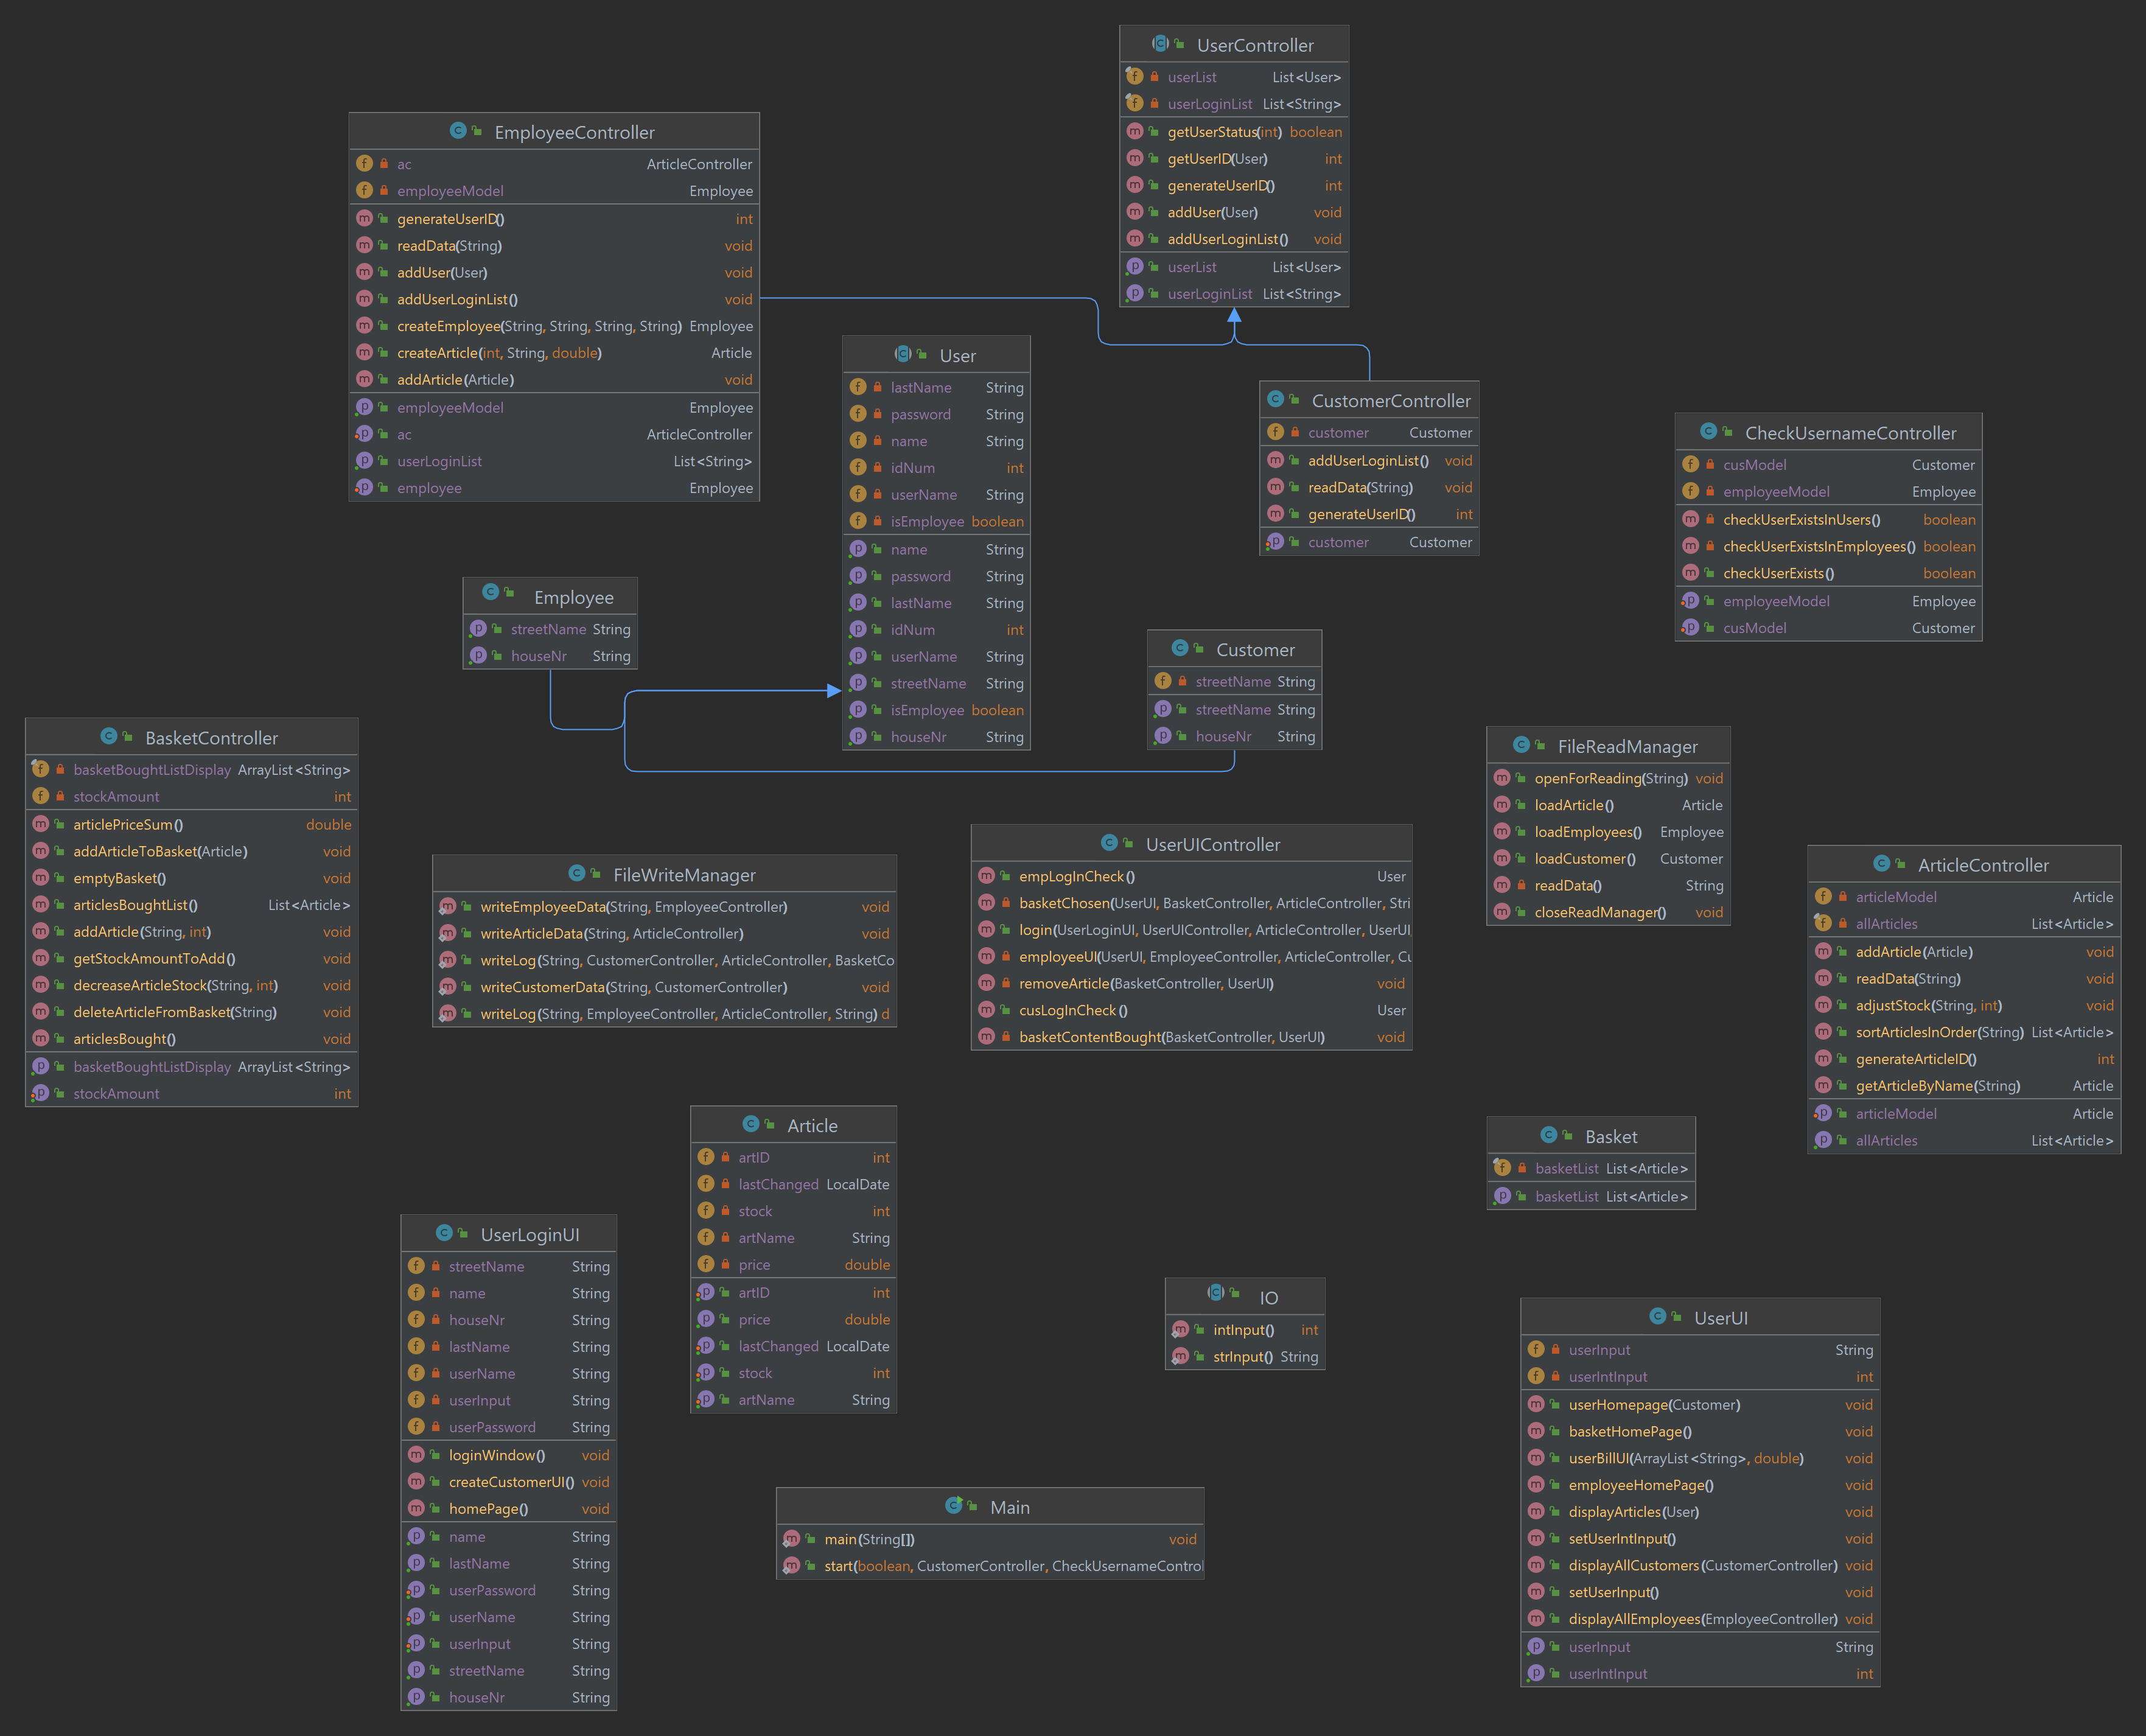 UserController
userList List<User>
userLoginList List<String>
getUserStatus(int) boolean
getUserID(User) int
generateUserID() int
addUser(User) void
addUserLoginList() void
userList List<User>
userLoginList List<String>
EmployeeController
ac ArticleController
employeeModel Employee
generateUserID() int
readData(String) void
addUser(User) void
addUserLoginList() void
createEmployee(String, String, String, String) Employee
createArticle(int, String, double) Article
addArticle(Article) void
employeeModel Employee
ac ArticleController
userLoginList List<String>
employee Employee
User
lastName String
password String
name String
idNum int
userName String
isEmployee boolean
name String
password String
lastName String
idNum int
userName String
streetName String
isEmployee boolean
houseNr String
CustomerController
customer Customer
addUserLoginList() void
readData(String) void
generateUserID() int
customer Customer
CheckUsernameController
cusModel Customer
employeeModel Employee
checkUserExistsInUsers() boolean
checkUserExistsInEmployees() boolean
checkUserExists() boolean
employeeModel Employee
cusModel Customer
Employee
streetName String
houseNr String
Customer
streetName String
streetName String
houseNr String
BasketController
basketBoughtListDisplay ArrayList<String>
stockAmount int
articlePriceSum() double
addArticleToBasket(Article) void
emptyBasket() void
articlesBoughtList() List<Article>
addArticle(String, int) void
getStockAmountToAdd() void
decreaseArticleStock(String, int) void
deleteArticleFromBasket(String) void
articlesBought() void
basketBoughtListDisplay ArrayList<String>
stockAmount int
FileReadManager
openForReading(String) void
loadArticle() Article
loadEmployees() Employee
loadCustomer() Customer
readData() String
closeReadManager() void
FileWriteManager
writeEmployeeData(String, EmployeeController) void
writeArticleData(String, ArticleController) void
writeLog(String, CustomerController, ArticleController, BasketCo
writeCustomerData(String, CustomerController) void
writeLog(String, EmployeeController, ArticleController, String) d
UserUIController
empLogInCheck() User
basketChosen(UserUI, BasketController, ArticleController, Stri
login(UserLoginUI, UserUIController, ArticleController, UserUI,
employeeUI(UserUI, EmployeeController, ArticleController, Cu
removeArticle(BasketController, UserUI) void
cusLogInCheck() User
basketContentBought(BasketController, UserUI) void
ArticleController
articleModel Article
allArticles List<Article>
addArticle(Article) void
readData(String) void
adjustStock(String, int) void
sortArticlesInOrder(String) List<Article>
generateArticleID() int
getArticleByName(String) Article
articleModel Article
allArticles List<Article>
Article
artID int
lastChanged LocalDate
stock int
artName String
price double
artID int
price double
lastChanged LocalDate
stock int
artName String
Basket
basketList List<Article>
basketList List<Article>
UserLoginUI
streetName String
name String
houseNr String
lastName String
userName String
userInput String
userPassword String
loginWindow() void
createCustomerUI() void
homePage() void
name String
lastName String
userPassword String
userName String
userInput String
streetName String
houseNr String
IO
intInput() int
strInput() String
UserUI
userInput String
userIntInput int
userHomepage(Customer) void
basketHomePage() void
userBillUI(ArrayList<String>, double) void
employeeHomePage() void
displayArticles(User) void
setUserIntInput() void
displayAllCustomers(CustomerController) void
setUserInput() void
displayAllEmployees(EmployeeController) void
userInput String
userIntInput int
Main
main(String[]) void
start(boolean, CustomerController, CheckUsernameControl